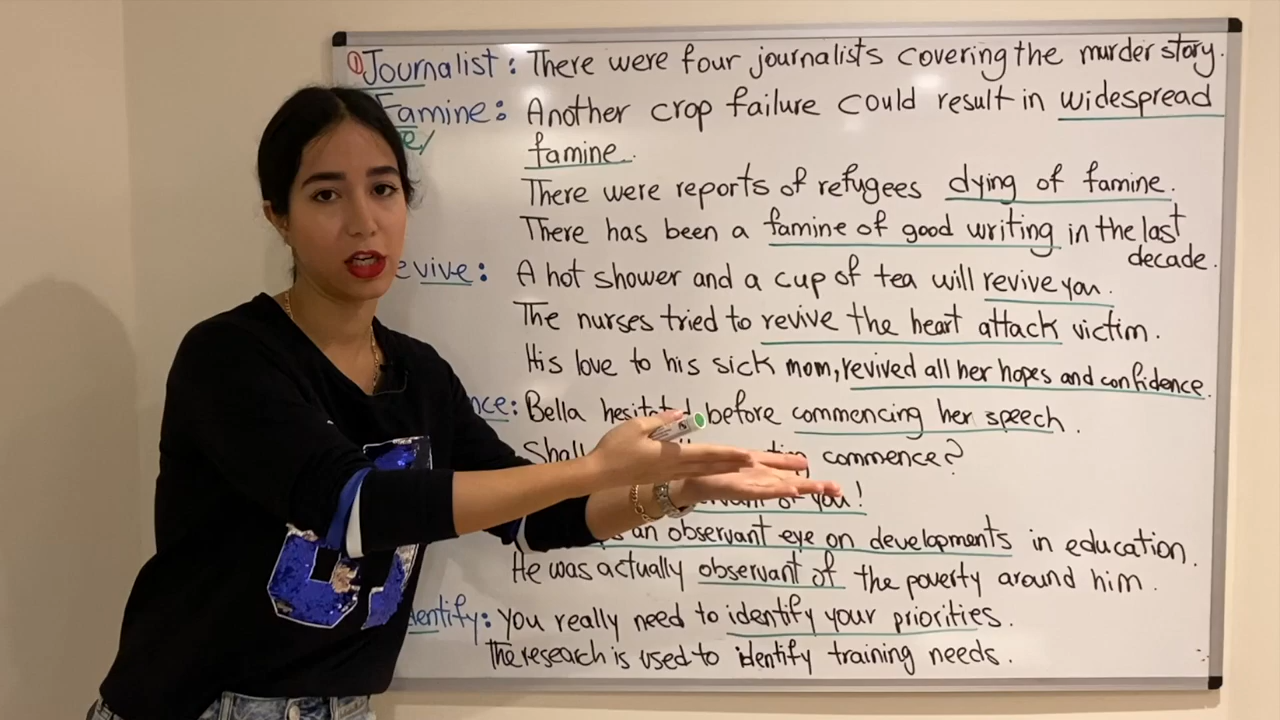 ① Journalist: There were four journalists covering the murder story.
Famine: Another crop failure could result in widespread
famine.
There were reports of refugees dying of famine.
There has been a famine of good writing in the last
decade.
evive: A hot shower and a cup of tea will revive you.
The nurses tried to revive the heart attack victim.
His love to his sick mom, revived all her hopes and confidence.
nce: Bella hesitated before commencing her speech.
Shall commence?
of you!
an observant eye on developments in education.
He was actually observant of the poverty around him.
dentify: you really need to identify your priorities.
The research is used to identify training needs.